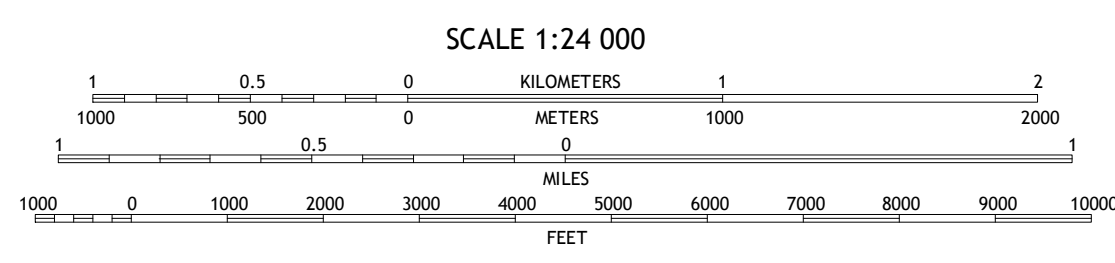 SCALE 1:24 000
1 0.5 0 KILOMETERS 1 2
1000 500 0 METERS 1000 2000
1 0.5 0 1
MILES
1000 0 1000 2000 3000 4000 5000 6000 7000 8000 9000 10000
FEET